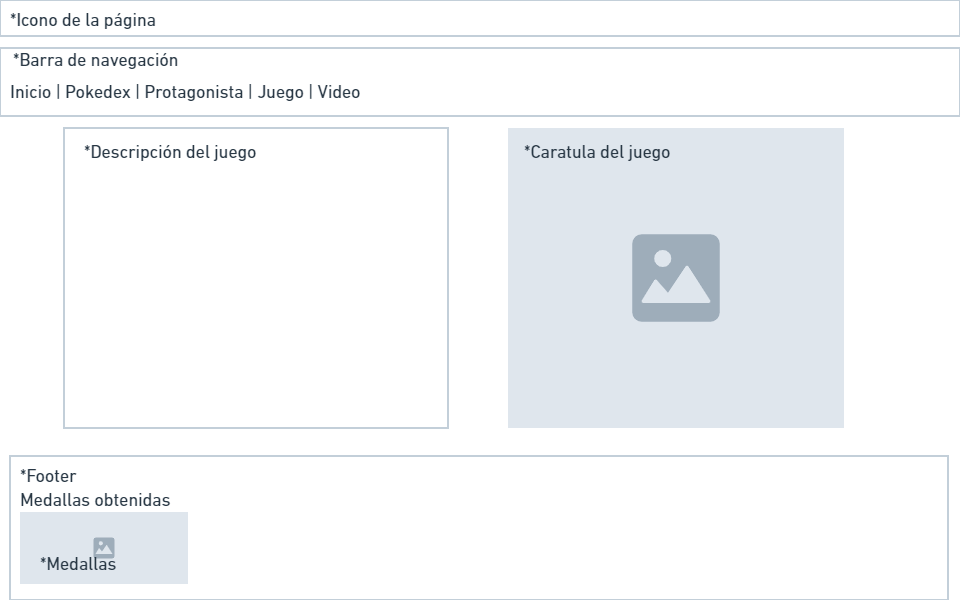 *Icono de la página
*Barra de navegación
Inicio | Pokedex | Protagonista | Juego | Video
*Descripción del juego
*Caratula del juego
*Footer
Medallas obtenidas
*Medallas